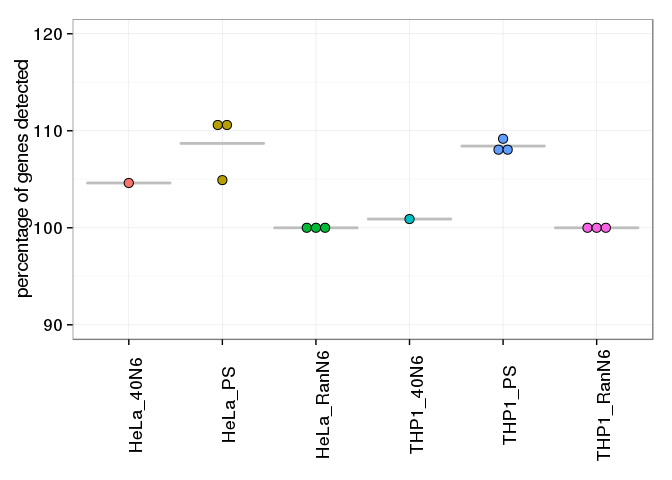 percentage of genes detected
120
110
100
90
HeLa_40N6
HeLa_PS
HeLa_RanN6
THP1_40N6
THP1_PS
THP1_RanN6